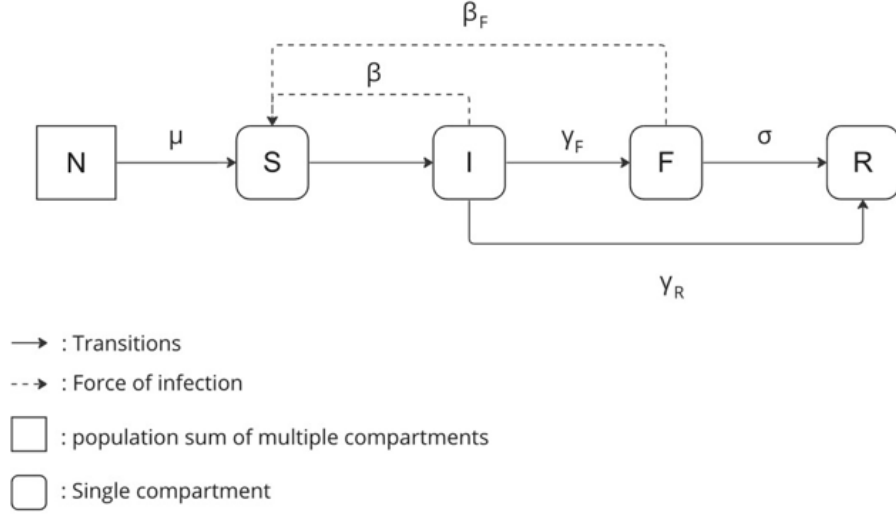 β_F
β
μ
γ_F
σ
N
S
I
F
R
γ_R
: Transitions
: Force of infection
: population sum of multiple compartments
: Single compartment